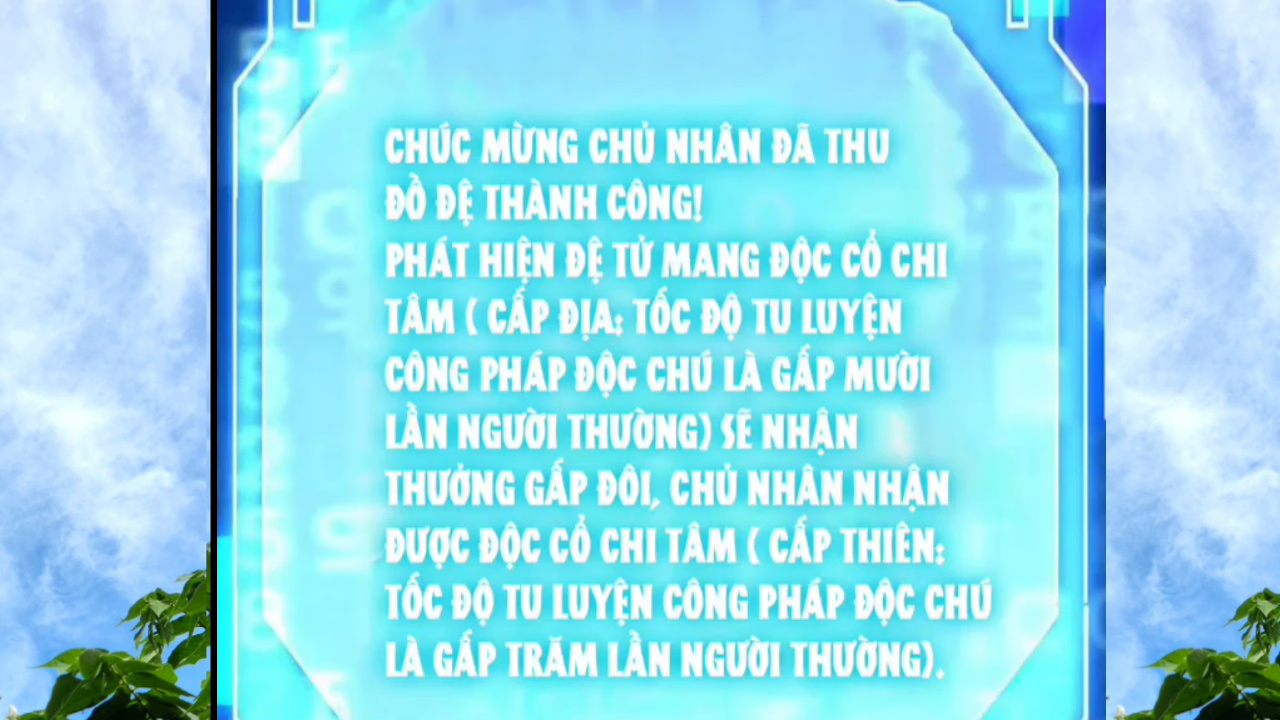 CHÚC MỪNG CHỦ NHÂN ĐÃ THU
ĐỒ ĐỆ THÀNH CÔNG!
PHÁT HIỆN ĐỆ TỬ MANG ĐỘC CỔ CHI
TÂM ( CẤP ĐỊA: TỐC ĐỘ TU LUYỆN
CÔNG PHÁP ĐỘC CHÚ LÀ GẤP MƯỜI
LẦN NGƯỜI THƯỜNG) SẼ NHẬN
THƯỞNG GẤP ĐÔI, CHỦ NHÂN NHẬN
ĐƯỢC ĐỘC CỔ CHI TÂM ( CẤP THIÊN:
TỐC ĐỘ TU LUYỆN CÔNG PHÁP ĐỘC CHÚ
LÀ GẤP TRĂM LẦN NGƯỜI THƯỜNG).